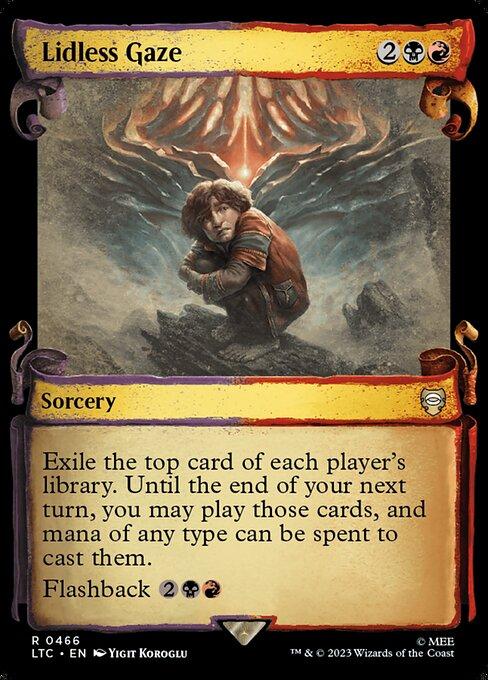 Lidless Gaze 2
Sorcery
Exile the top card of each player's
library. Until the end of your next
turn, you may play those cards, and
mana of any type can be spent to
cast them.
Flashback 2
R 0466
LTC • EN Yigit Koroglu
© MEE
™ & © 2023 Wizards of the Coast